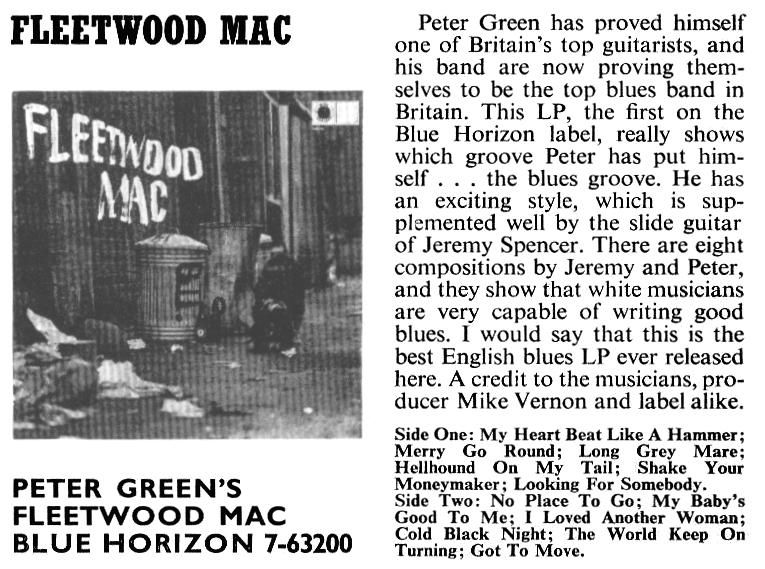 FLEETWOOD MAC
FLEETWOOD
MAC
PETER GREEN'S
FLEETWOOD MAC
BLUE HORIZON 7-63200
Peter Green has proved himself
one of Britain's top guitarists, and
his band are now proving them-
selves to be the top blues band in
Britain. This LP, the first on the
Blue Horizon label, really shows
which groove Peter has put him-
self . . . the blues groove. He has
an exciting style, which is sup-
plemented well by the slide guitar
of Jeremy Spencer. There are eight
compositions by Jeremy and Peter,
and they show that white musicians
are very capable of writing good
blues. I would say that this is the
best English blues LP ever released
here. A credit to the musicians, pro-
ducer Mike Vernon and label alike.
Side One: My Heart Beat Like A Hammer;
Merry Go Round; Long Grey Mare;
Hellhound On My Tail; Shake Your
Moneymaker; Looking For Somebody.
Side Two: No Place To Go; My Baby's
Good To Me; I Loved Another Woman;
Cold Black Night; The World Keep On
Turning; Got To Move.